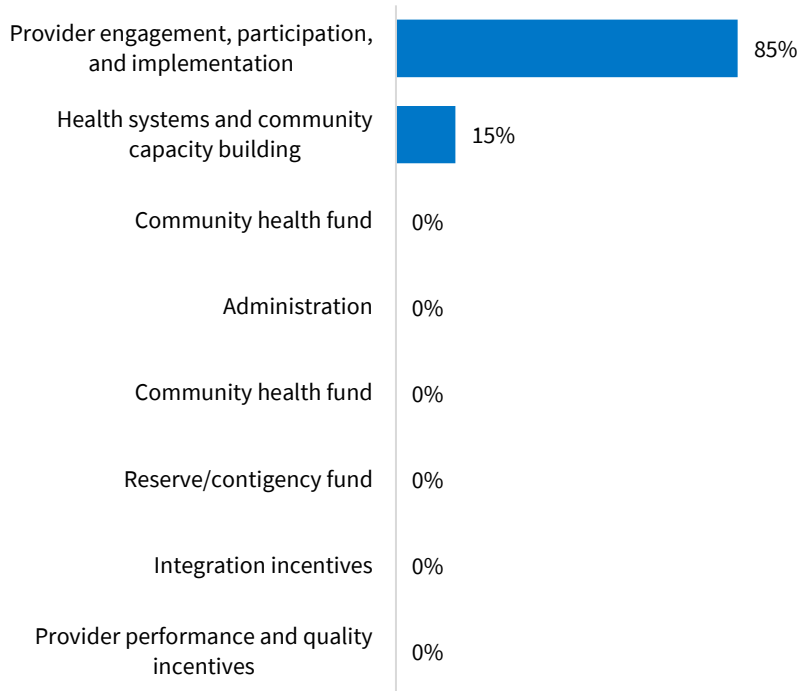 Provider engagement, participation,
and implementation
85%
Health systems and community
capacity building
15%
Community health fund
0%
Administration
0%
Community health fund
0%
Reserve/contigency fund
0%
Integration incentives
0%
Provider performance and quality
incentives
0%